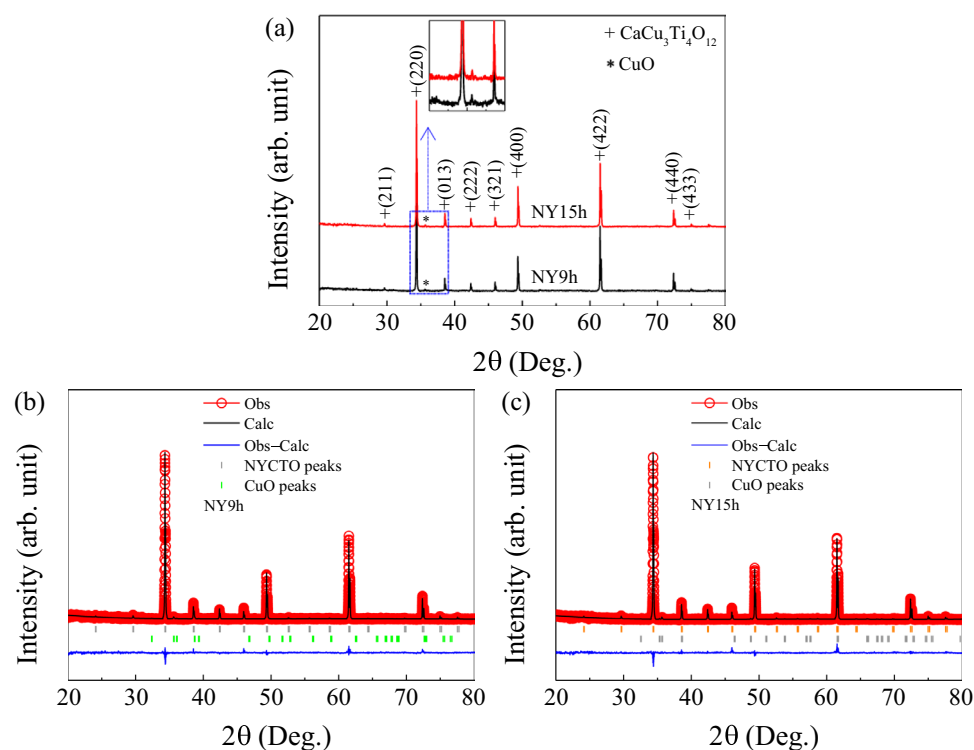 (a)
+ CaCu₃Ti₄O₁₂
* CuO
+(211)
+(220)
+(013)
+(222)
+(321)
+(400)
+(422)
+(440)
+(433)
*
NY15h
*
NY9h
Intensity (arb. unit)
20 30 40 50 60 70 80
2θ (Deg.)
(b)
Obs
Calc
Obs−Calc
NYCTO peaks
CuO peaks
NY9h
Intensity (arb. unit)
20 30 40 50 60 70 80
2θ (Deg.)
(c)
Obs
Calc
Obs−Calc
NYCTO peaks
CuO peaks
NY15h
Intensity (arb. unit)
20 30 40 50 60 70 80
2θ (Deg.)